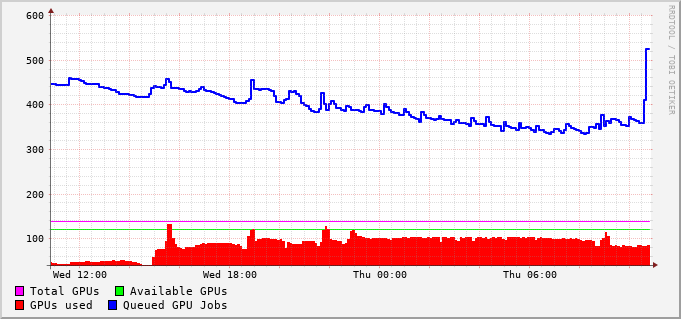 600
500
400
300
200
100
Wed 12:00 Wed 18:00 Thu 00:00 Thu 06:00
Total GPUs Available GPUs
GPUs used Queued GPU Jobs
RRDTOOL / TOBI OETIKER